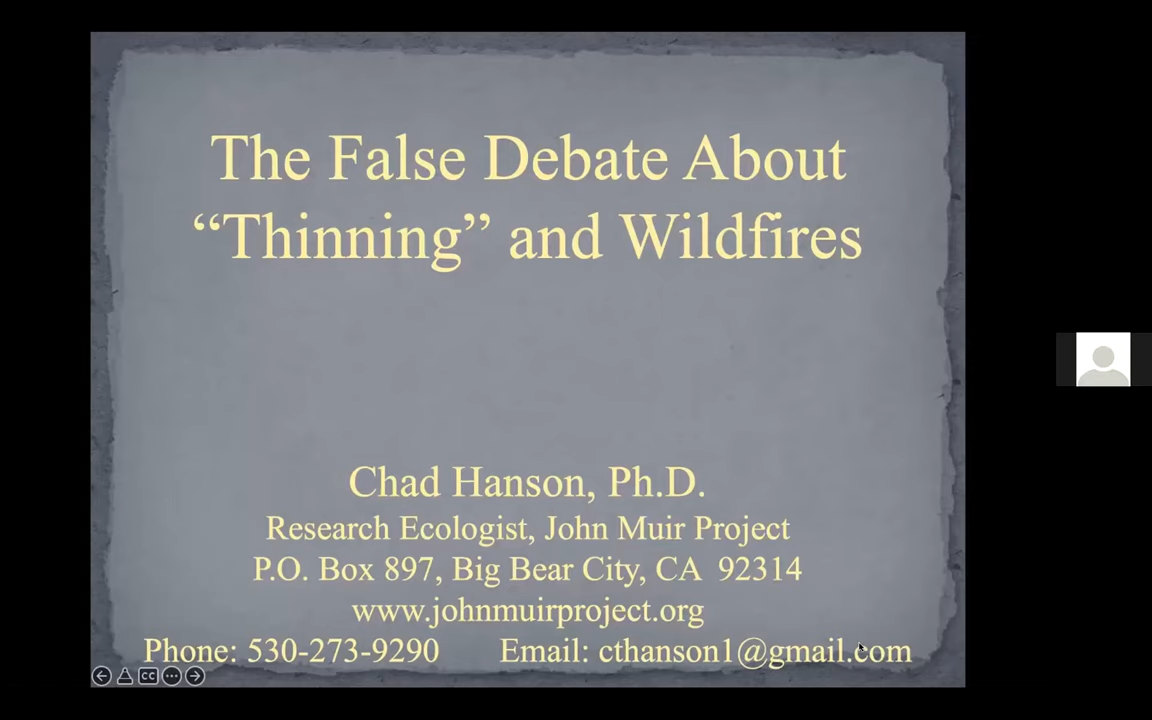 The False Debate About
“Thinning” and Wildfires
Chad Hanson, Ph.D.
Research Ecologist, John Muir Project
P.O. Box 897, Big Bear City, CA 92314
www.johnmuirproject.org
Phone: 530-273-9290 Email: cthanson1@gmail.com
CC